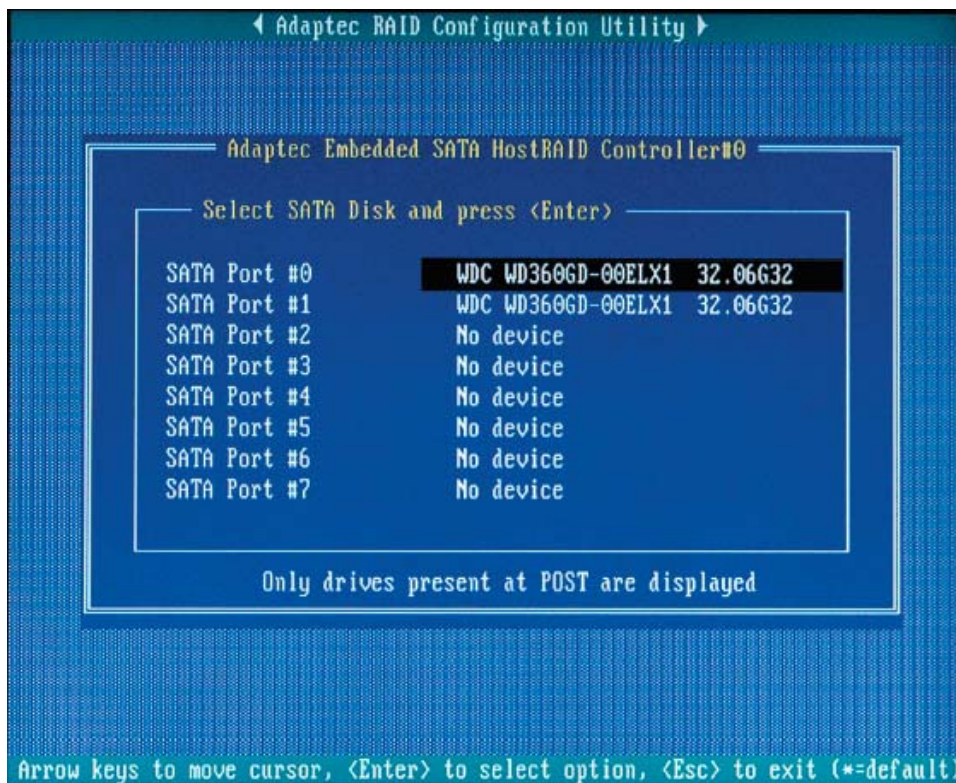 Adaptec RAID Configuration Utility
Adaptec Embedded SATA HostRAID Controller#0
Select SATA Disk and press <Enter>
SATA Port #0 WDC WD360GD-00ELX1 32.06G32
SATA Port #1 WDC WD360GD-00ELX1 32.06G32
SATA Port #2 No device
SATA Port #3 No device
SATA Port #4 No device
SATA Port #5 No device
SATA Port #6 No device
SATA Port #7 No device
Only drives present at POST are displayed
Arrow keys to move cursor, <Enter> to select option, <Esc> to exit (*=default)